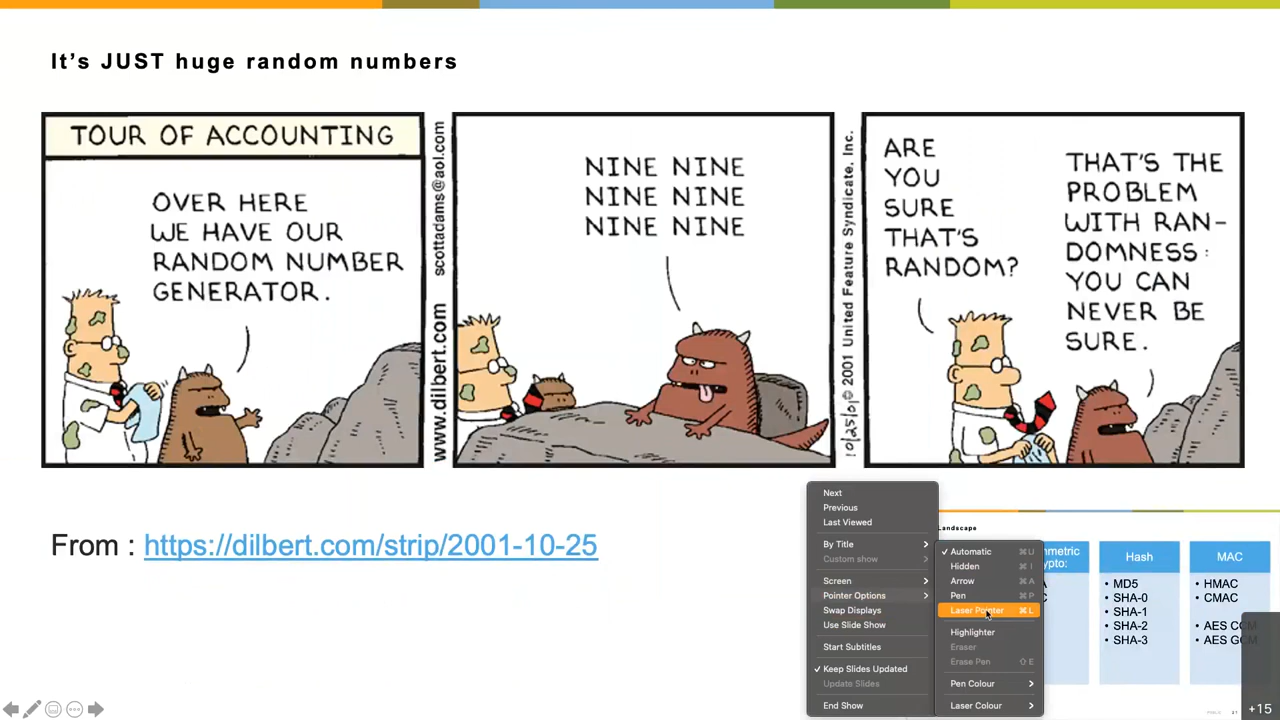 It's JUST huge random numbers
TOUR OF ACCOUNTING
OVER HERE
WE HAVE OUR
RANDOM NUMBER
GENERATOR.
www.dilbert.com scottadams@aol.com
NINE NINE
NINE NINE
NINE NINE
10/25/01 © 2001 United Feature Syndicate, Inc.
ARE
YOU
SURE
THAT'S
RANDOM?
THAT'S THE
PROBLEM
WITH RAN-
DOMNESS:
YOU CAN
NEVER BE
SURE.
From : https://dilbert.com/strip/2001-10-25
Next
Previous
Last Viewed
By Title
Custom show
Screen
Pointer Options
Swap Displays
Use Slide Show
Start Subtitles
✓ Keep Slides Updated
Update Slides
End Show
✓ Automatic ⌘ U
Hidden ⌘ I
Arrow ⌘ A
Pen ⌘ P
Laser Pointer ⌘ L
Highlighter
Eraser
Erase Pen ⇧ E
Pen Colour
Laser Colour
Landscape
Hash
• MD5
• SHA-0
• SHA-1
• SHA-2
• SHA-3
MAC
HMAC
• CMAC
• AES CCM
• AES GCM
+15